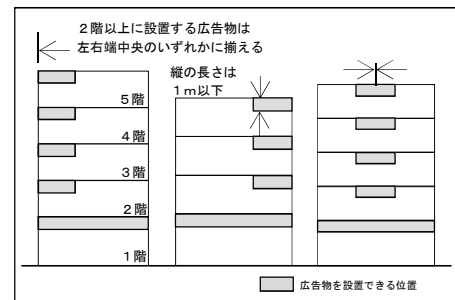 ２階以上に設置する広告物は
左右端中央のいずれかに揃える
縦の長さは
１ｍ以下
５階
４階
３階
２階
１階
広告物を設置できる位置